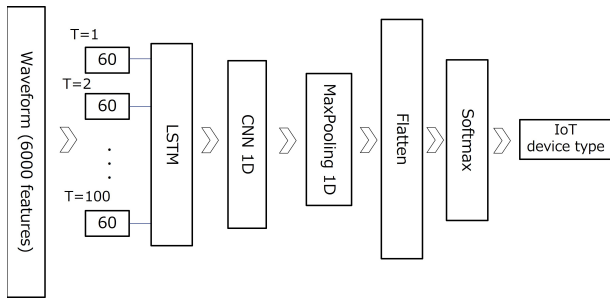 Waveform (6000 features)
T=1
60
T=2
60
T=100
60
LSTM
CNN 1D
MaxPooling 1D
Flatten
Softmax
IoT
device type